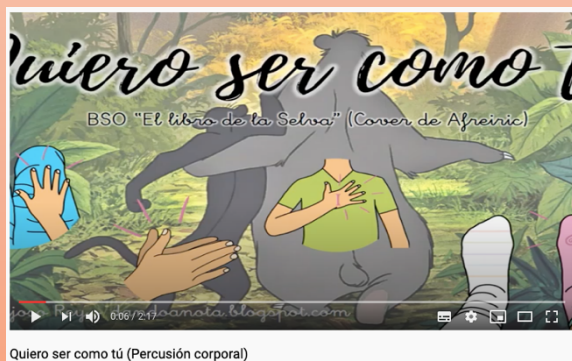 Quiero ser como t
BSO "El libro de la Selva" (Cover de Afreiric)
0:06 / 2:17
Quiero ser como tú (Percusión corporal)